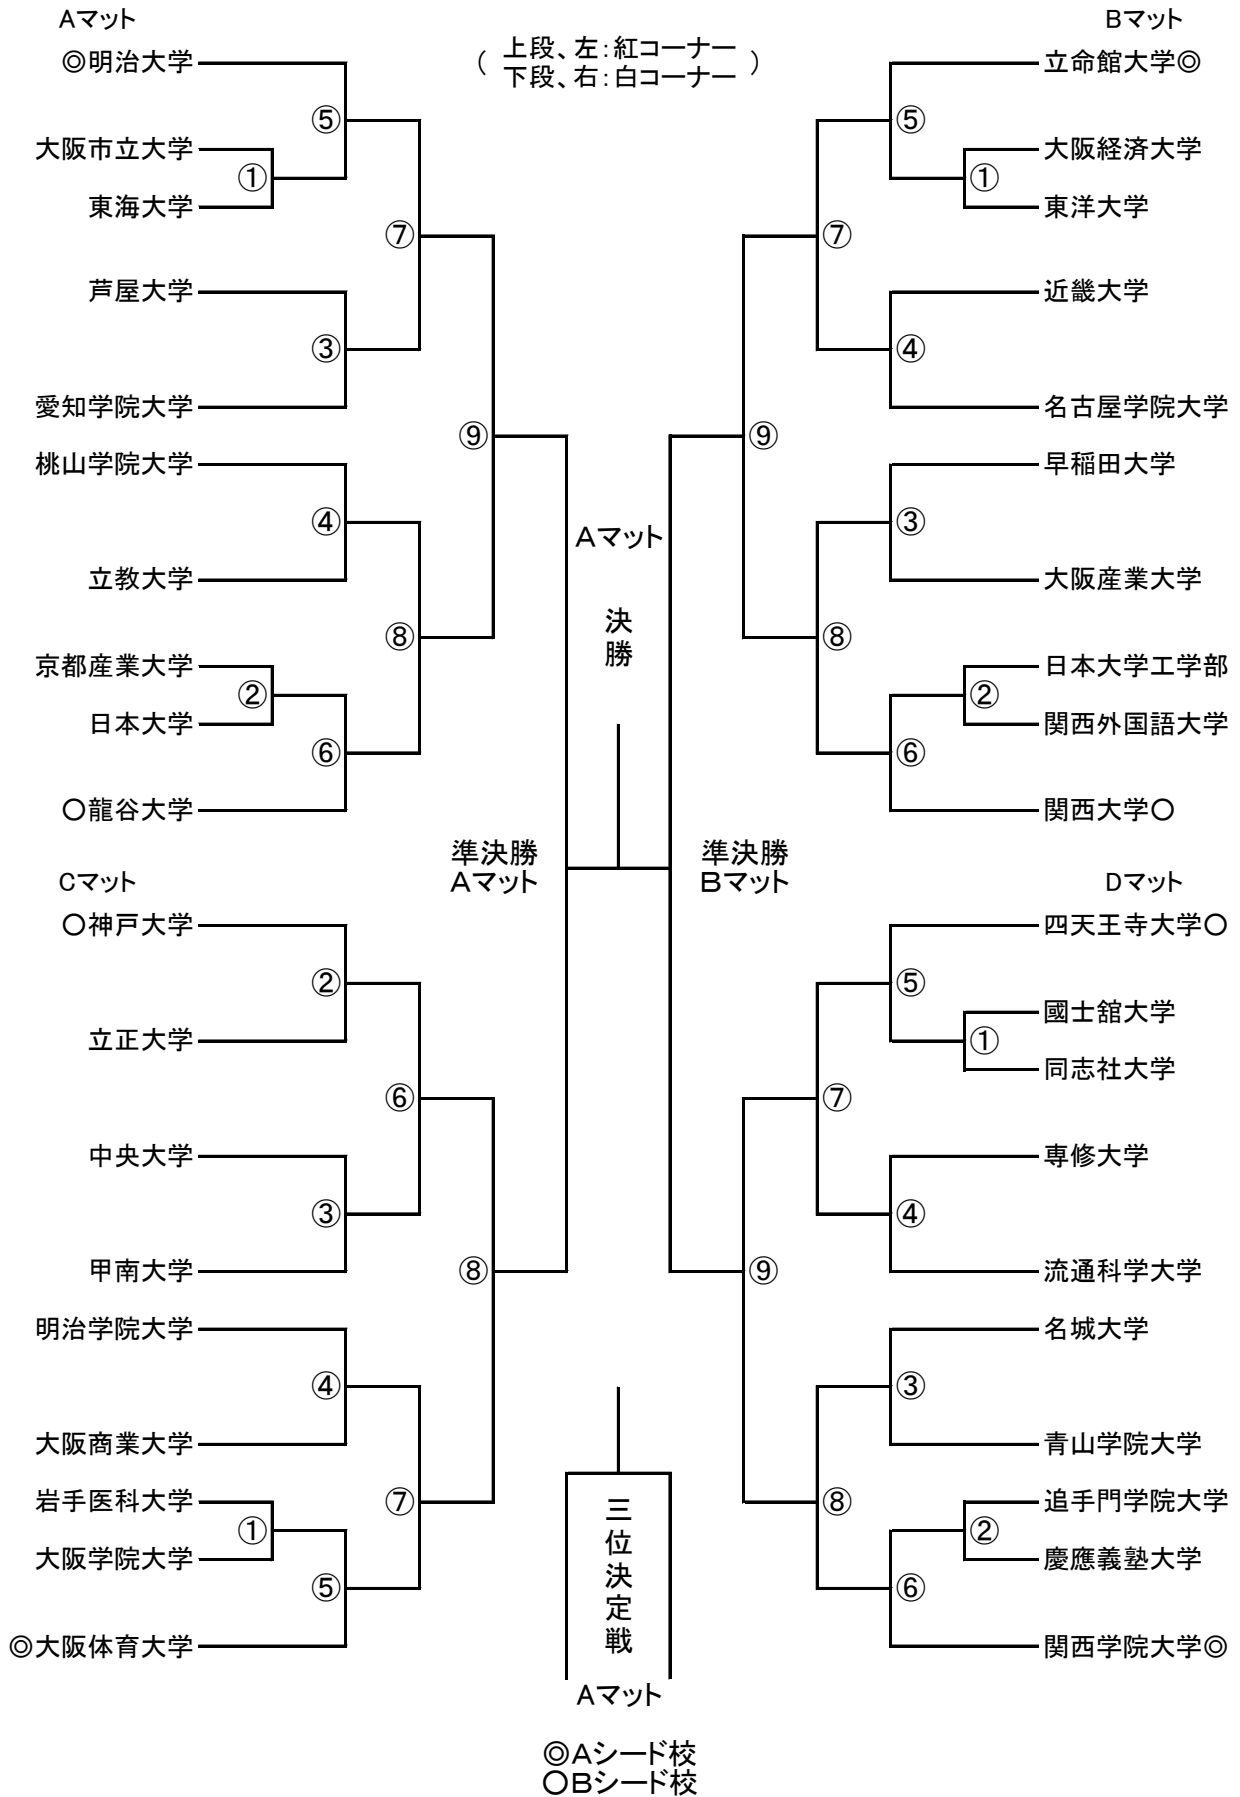 Aマット
Bマット
( 上段、左：紅コーナー
下段、右：白コーナー )
◎明治大学
⑤
大阪市立大学
①
東海大学
⑦
芦屋大学
③
愛知学院大学
⑨
桃山学院大学
④
立教大学
⑧
京都産業大学
②
日本大学
⑥
○龍谷大学
立命館大学◎
⑤
大阪経済大学
①
東洋大学
⑦
近畿大学
④
名古屋学院大学
⑨
早稲田大学
③
大阪産業大学
⑧
日本大学工学部
②
関西外国語大学
⑥
関西大学○
Aマット
決勝
準決勝
Aマット
準決勝
Bマット
Cマット
Dマット
○神戸大学
②
立正大学
⑥
中央大学
③
甲南大学
⑧
明治学院大学
④
大阪商業大学
⑦
岩手医科大学
①
大阪学院大学
⑤
◎大阪体育大学
四天王寺大学○
⑤
國士舘大学
①
同志社大学
⑦
専修大学
④
流通科学大学
⑨
名城大学
③
青山学院大学
⑧
追手門学院大学
②
慶應義塾大学
⑥
関西学院大学◎
三位決定戦
Aマット
◎Aシード校
○Bシード校